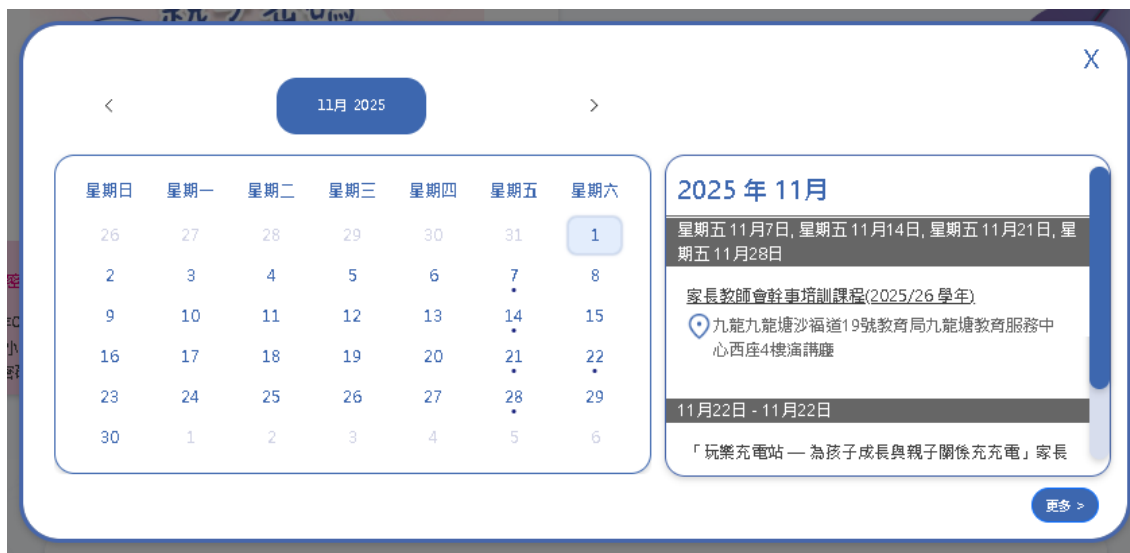 X
< 11月 2025 >
星期日 星期一 星期二 星期三 星期四 星期五 星期六
26 27 28 29 30 31 1
2 3 4 5 6 7 8
9 10 11 12 13 14 15
16 17 18 19 20 21 22
23 24 25 26 27 28 29
30 1 2 3 4 5 6
2025 年 11月
星期五 11月7日, 星期五 11月14日, 星期五 11月21日, 星
期五 11月28日
家長教師會幹事培訓課程(2025/26 學年)
九龍九龍塘沙福道19號教育局九龍塘教育服務中
心西座4樓演講廳
11月22日 - 11月22日
「玩樂充電站 — 為孩子成長與親子關係充充電」家長
更多 >